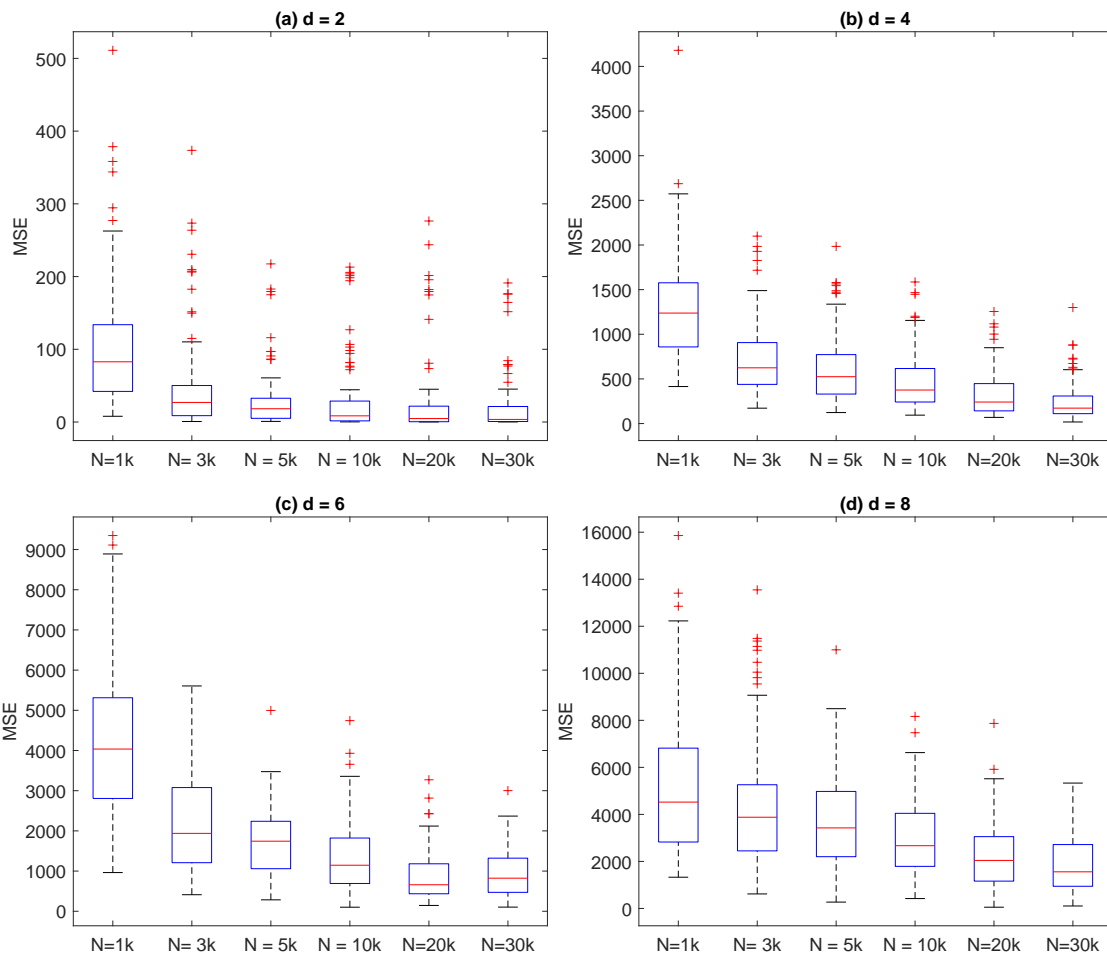 (a) d = 2
500
400
300
200
100
0
MSE
N=1k N= 3k N = 5k N = 10k N=20k N=30k
(b) d = 4
4000
3500
3000
2500
2000
1500
1000
500
0
MSE
N=1k N= 3k N = 5k N = 10k N=20k N=30k
(c) d = 6
9000
8000
7000
6000
5000
4000
3000
2000
1000
0
MSE
N=1k N= 3k N = 5k N = 10k N=20k N=30k
(d) d = 8
16000
14000
12000
10000
8000
6000
4000
2000
0
MSE
N=1k N= 3k N = 5k N = 10k N=20k N=30k